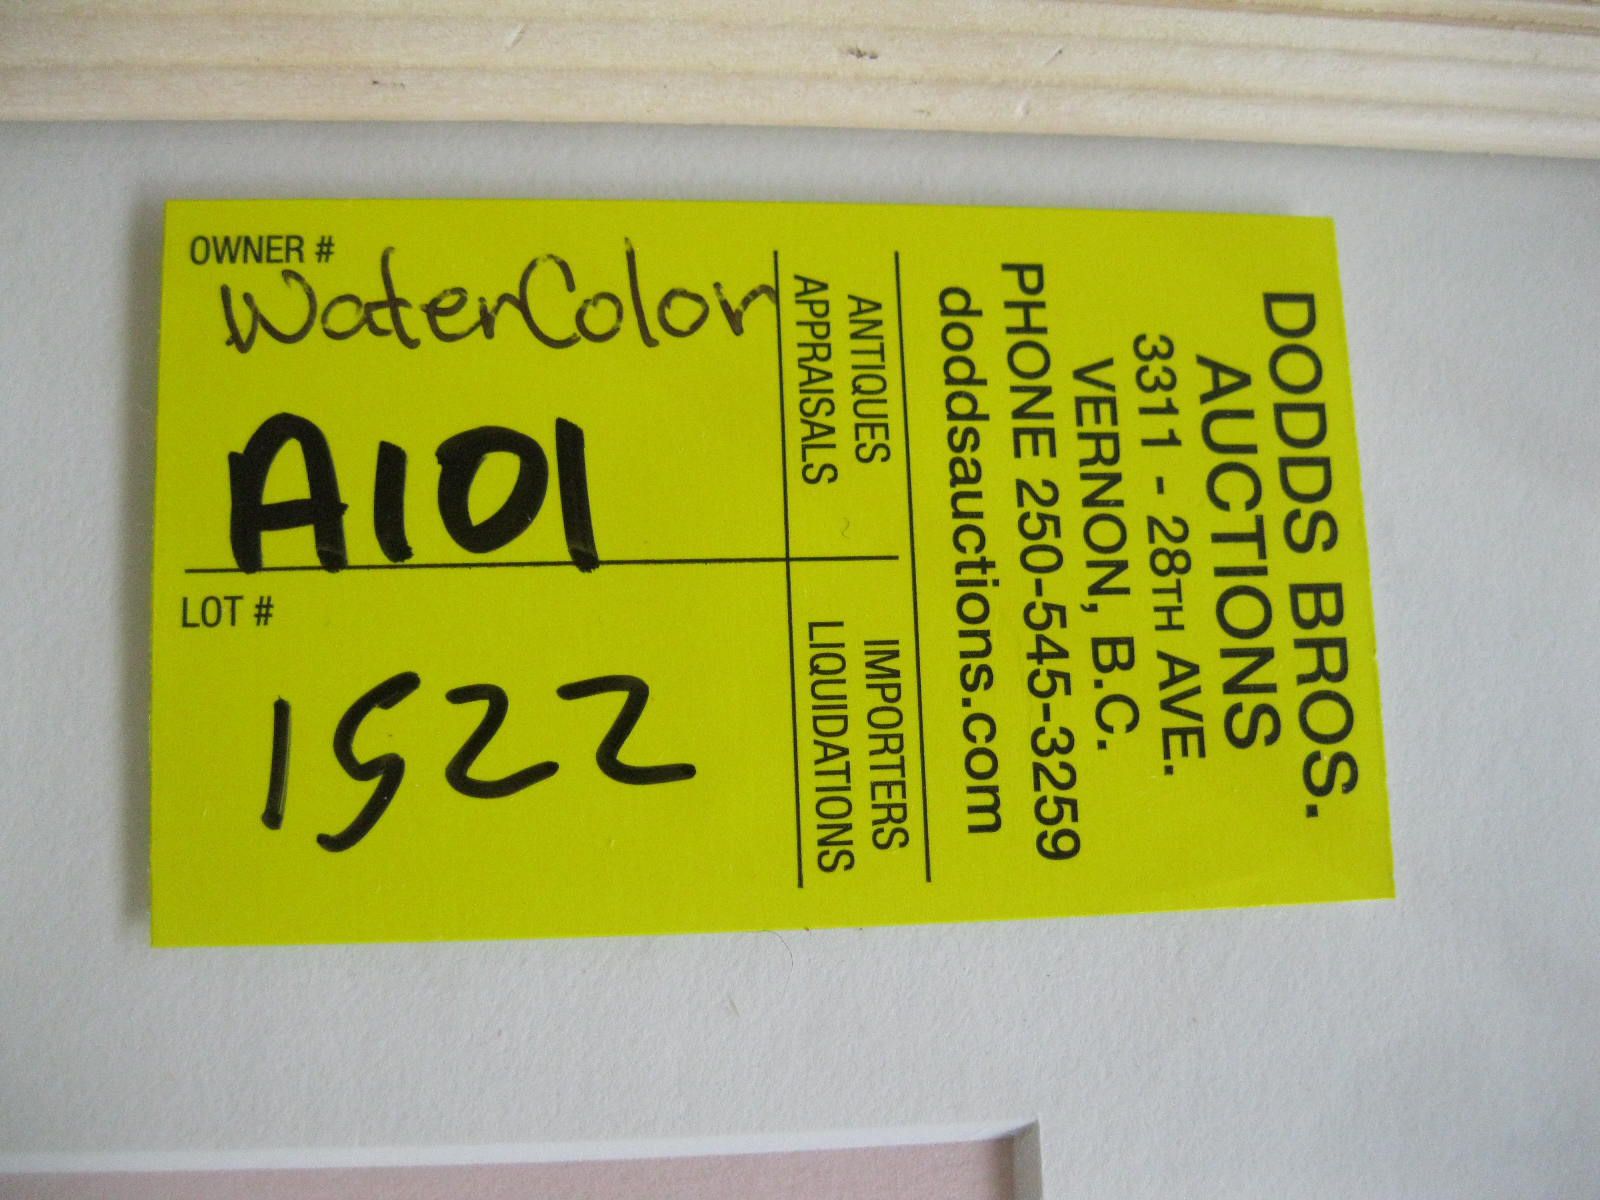 OWNER #
WaterColor
A101
LOT #
1522
ANTIQUES
APPRAISALS
IMPORTERS
LIQUIDATIONS
DODDS BROS.
AUCTIONS
3311 - 28TH AVE.
VERNON, B.C.
PHONE 250-545-3259
doddsauctions.com